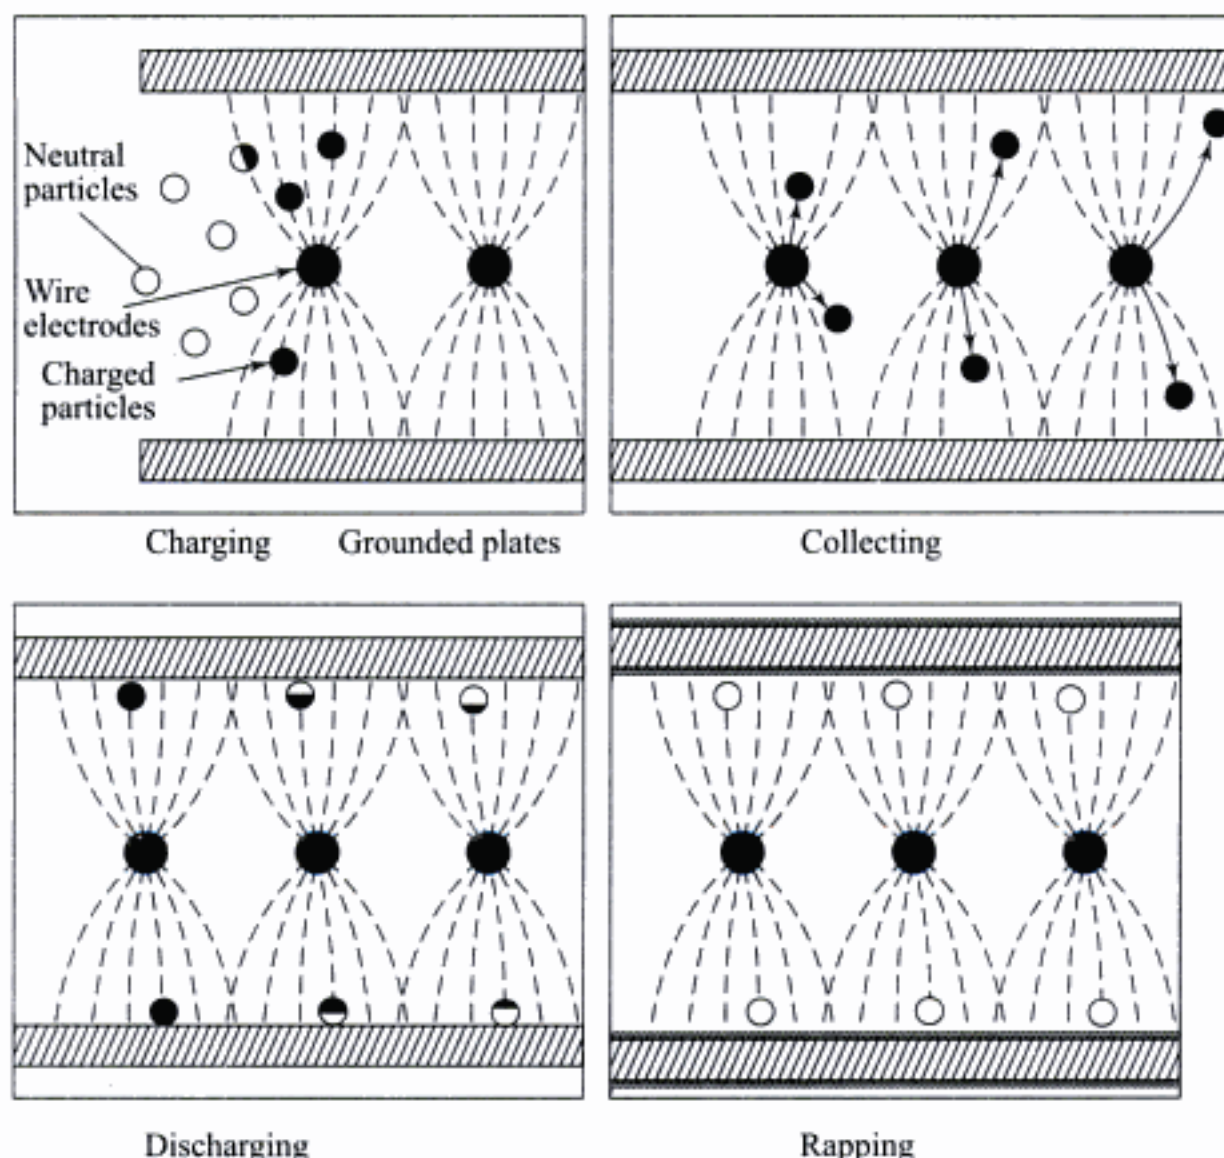 Neutral
particles
Wire
electrodes
Charged
particles
Charging
Grounded plates
Collecting
Discharging
Rapping